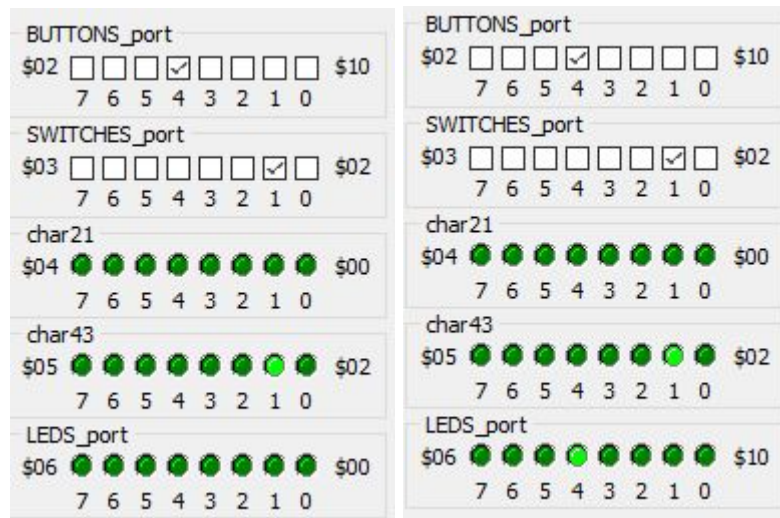 BUTTONS_port
$02 $10
7 6 5 4 3 2 1 0
SWITCHES_port
$03 $02
7 6 5 4 3 2 1 0
char21
$04 $00
7 6 5 4 3 2 1 0
char43
$05 $02
7 6 5 4 3 2 1 0
LEDS_port
$06 $00
7 6 5 4 3 2 1 0
BUTTONS_port
$02 $10
7 6 5 4 3 2 1 0
SWITCHES_port
$03 $02
7 6 5 4 3 2 1 0
char21
$04 $00
7 6 5 4 3 2 1 0
char43
$05 $02
7 6 5 4 3 2 1 0
LEDS_port
$06 $10
7 6 5 4 3 2 1 0